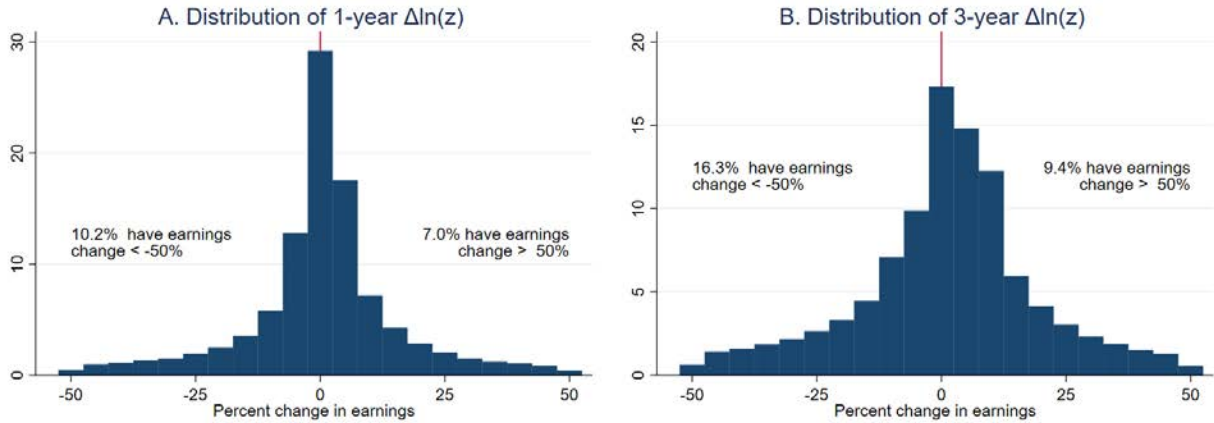 A. Distribution of 1-year Δln(z)
30
20
10
0
10.2% have earnings
change < -50%
7.0% have earnings
change > 50%
-50
-25
0
25
50
Percent change in earnings
B. Distribution of 3-year Δln(z)
20
15
10
5
0
16.3% have earnings
change < -50%
9.4% have earnings
change > 50%
-50
-25
0
25
50
Percent change in earnings